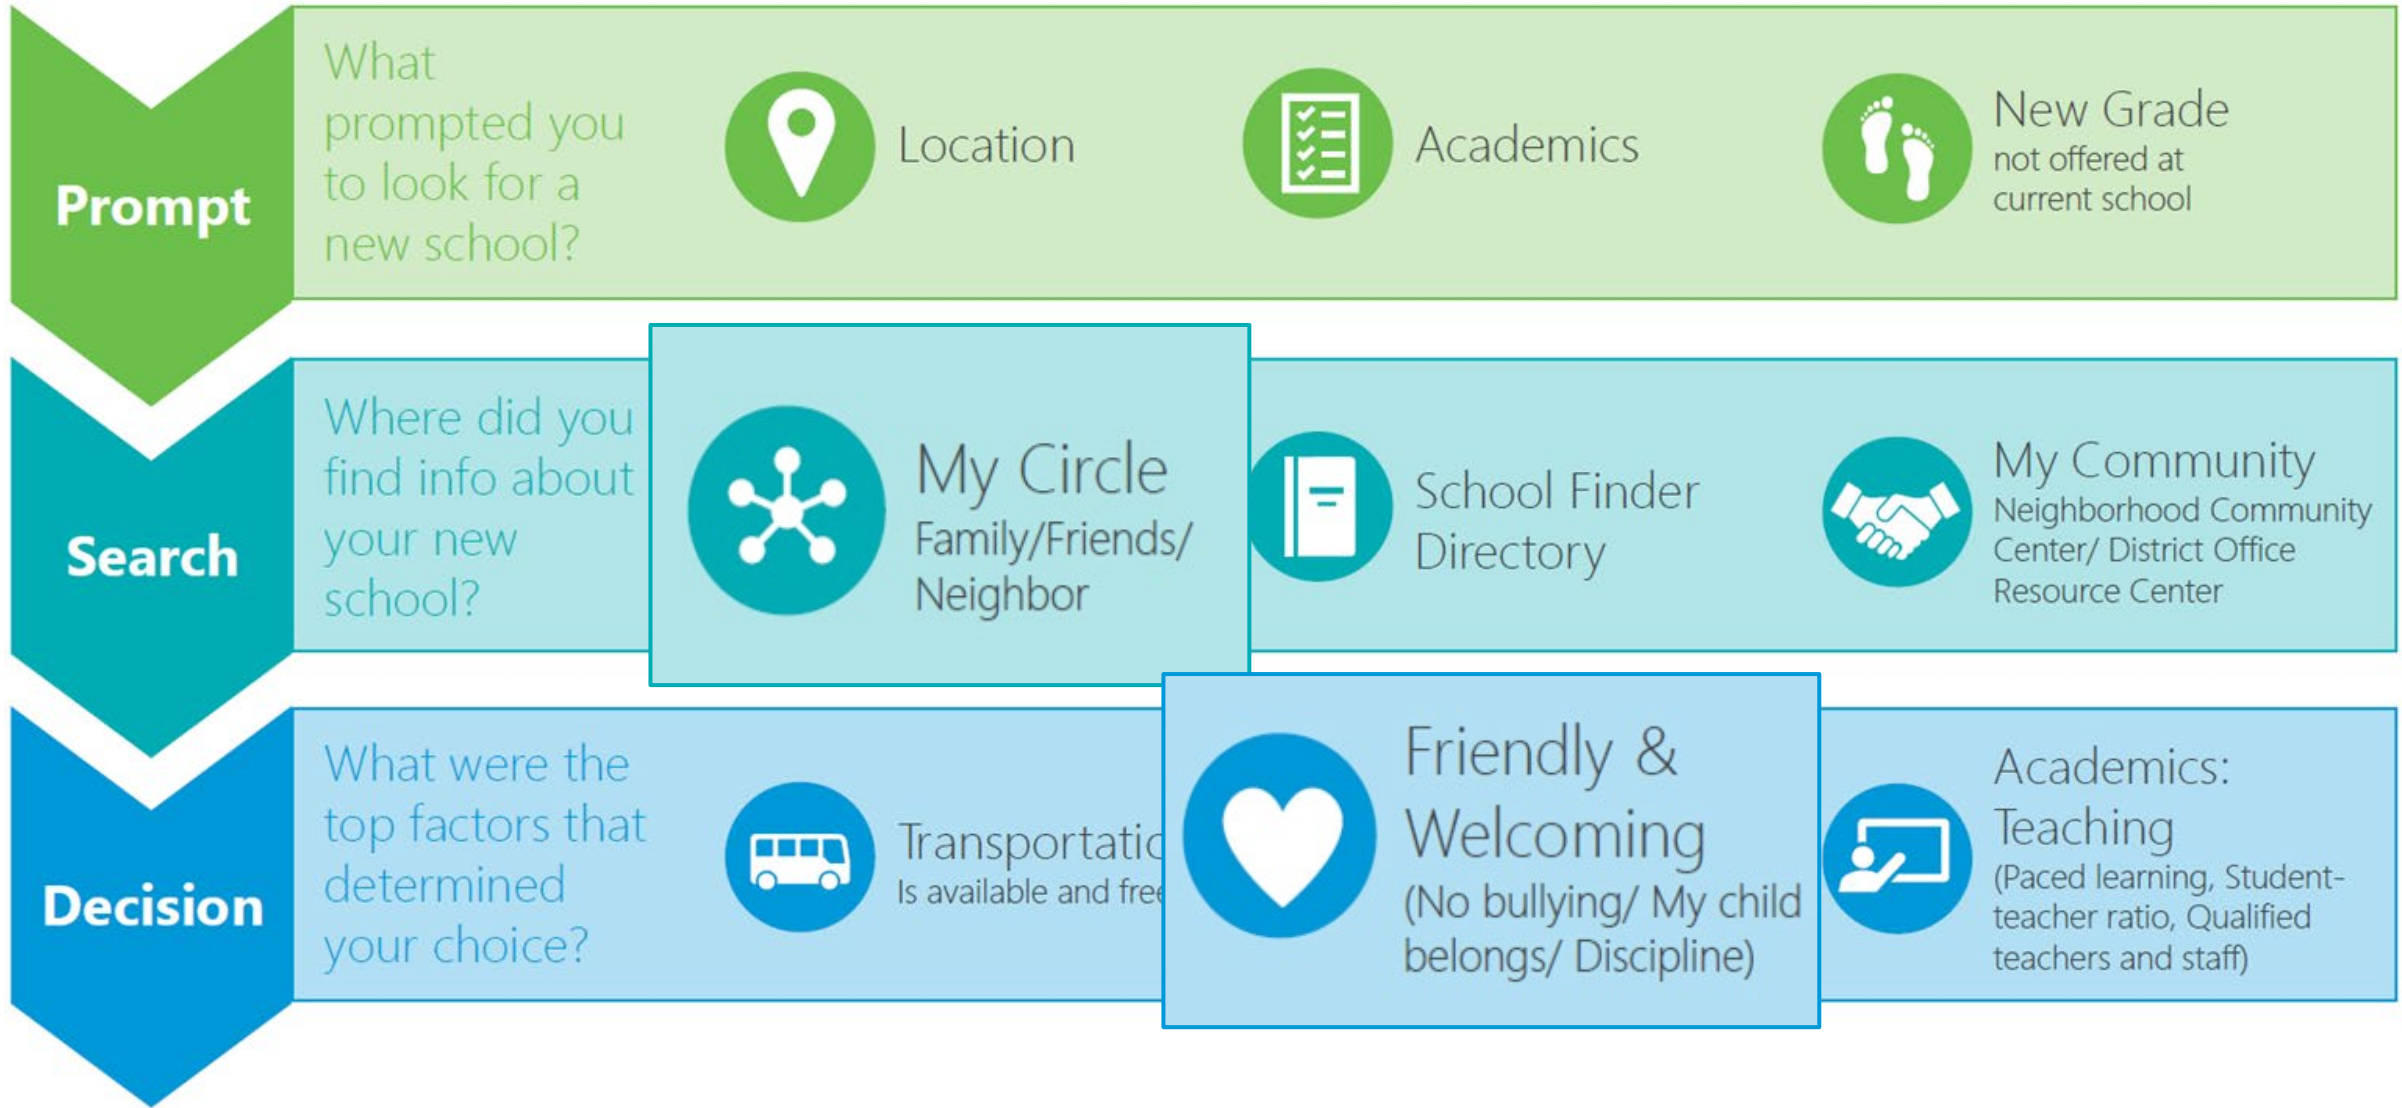 Prompt
What
prompted you
to look for a
new school?
Location
Academics
New Grade
not offered at
current school
Search
Where did you
find info about
your new
school?
My Circle
Family/Friends/
Neighbor
School Finder
Directory
My Community
Neighborhood Community
Center/ District Office
Resource Center
Decision
What were the
top factors that
determined
your choice?
Transportatio
Is available and free
Friendly &
Welcoming
(No bullying/ My child
belongs/ Discipline)
Academics:
Teaching
(Paced learning, Student-
teacher ratio, Qualified
teachers and staff)